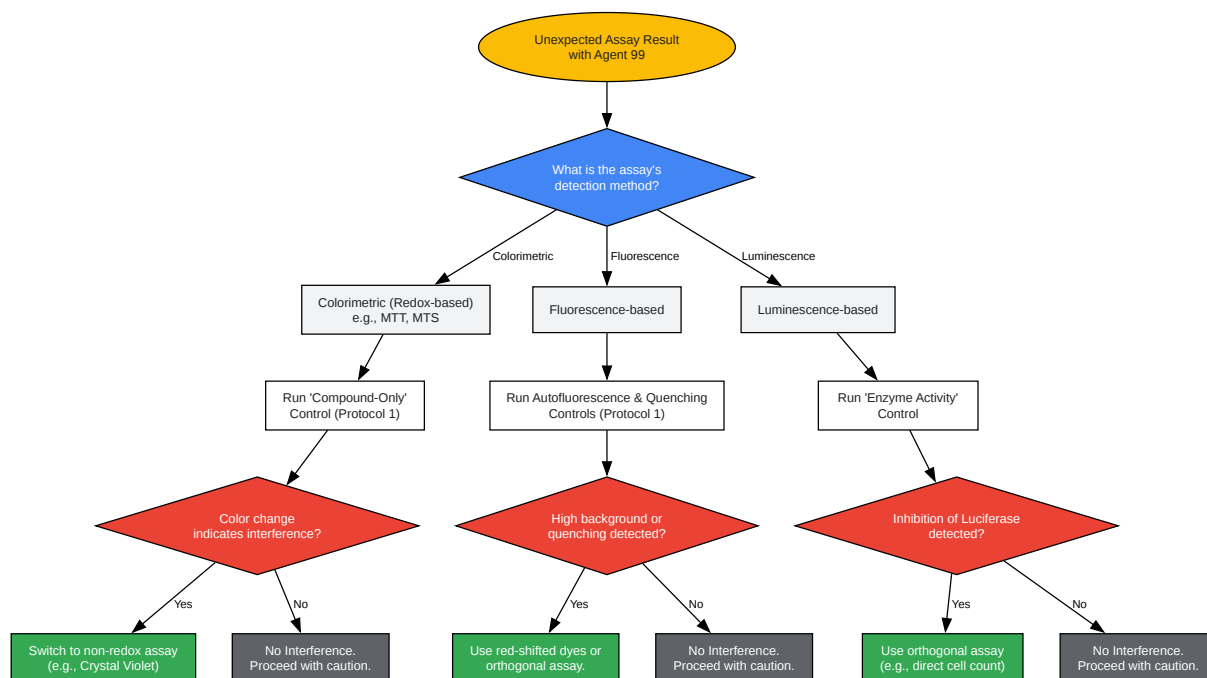 Unexpected Assay Result
with Agent 99
What is the assay's
detection method?
Colorimetric
Fluorescence
Luminescence
Colorimetric (Redox-based)
e.g., MTT, MTS
Fluorescence-based
Luminescence-based
Run 'Compound-Only'
Control (Protocol 1)
Run Autofluorescence & Quenching
Controls (Protocol 1)
Run 'Enzyme Activity'
Control
Color change
indicates interference?
High background or
quenching detected?
Inhibition of Luciferase
detected?
Yes
No
Yes
No
Yes
No
Switch to non-redox assay
(e.g., Crystal Violet)
No Interference.
Proceed with caution.
Use red-shifted dyes or
orthogonal assay.
No Interference.
Proceed with caution.
Use orthogonal assay
(e.g., direct cell count)
No Interference.
Proceed with caution.